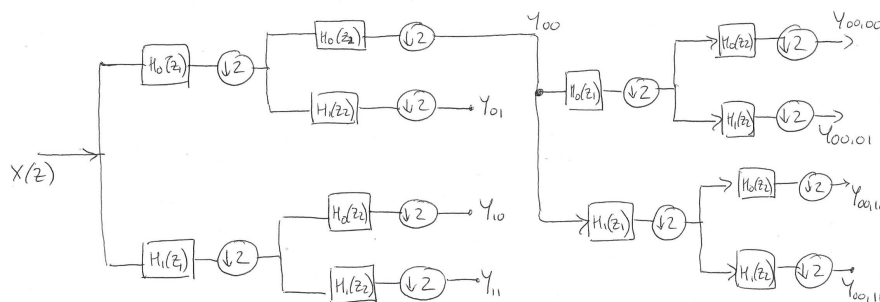 Y₀₀
Y₀₀,₀₀
H₀(z₁) ↓2
H₀(z₂) ↓2
H₀(z₂) ↓2
H₁(z₂) ↓2 Y₀₁
H₀(z₁) ↓2
H₁(z₂) ↓2
Y₀₀,₀₁
X(z)
H₀(z₂) ↓2 Y₁₀
H₁(z₁) ↓2
H₁(z₂) ↓2 Y₁₁
H₁(z₁) ↓2
H₀(z₂) ↓2
H₁(z₂) ↓2
Y₀₀,₁₁